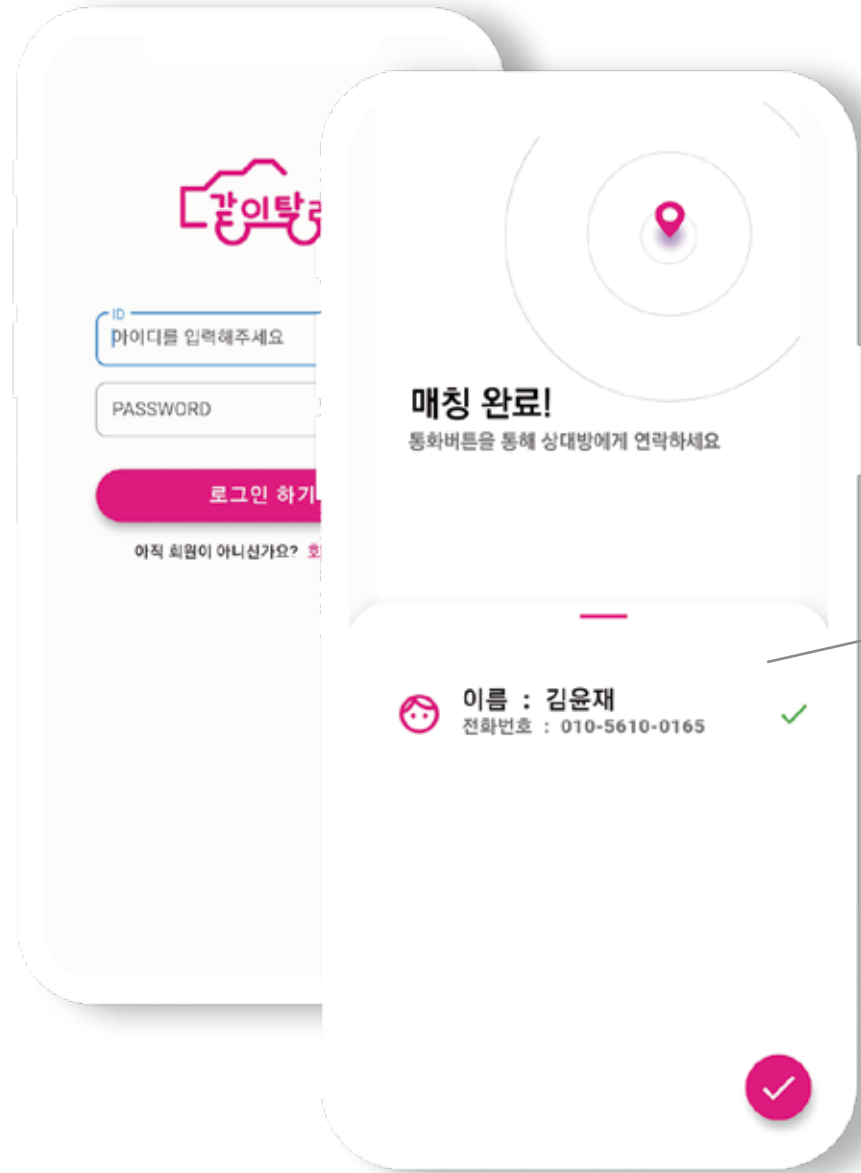 같이탈
ID
아이디를 입력해주세요
PASSWORD
로그인 하기
아직 회원이 아니신가요?
매칭 완료!
통화버튼을 통해 상대방에게 연락하세요
이름 : 김윤재
전화번호 : 010-5610-0165